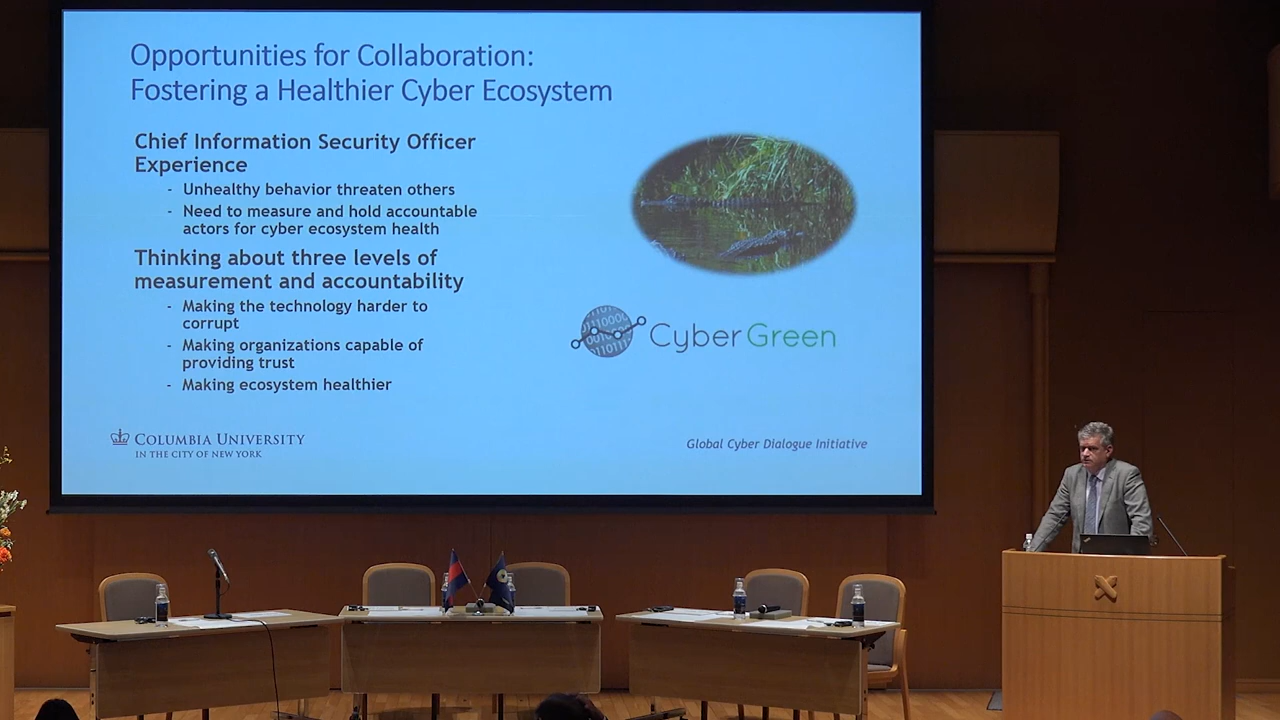 Opportunities for Collaboration:
Fostering a Healthier Cyber Ecosystem
Chief Information Security Officer
Experience
- Unhealthy behavior threaten others
- Need to measure and hold accountable
actors for cyber ecosystem health
Thinking about three levels of
measurement and accountability
- Making the technology harder to
corrupt
- Making organizations capable of
providing trust
- Making ecosystem healthier
CyberGreen
COLUMBIA UNIVERSITY
IN THE CITY OF NEW YORK
Global Cyber Dialogue Initiative